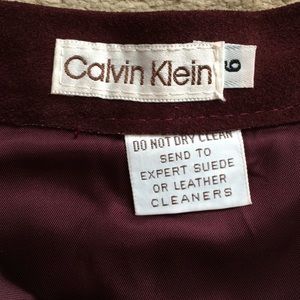 Calvin Klein
6
DO NOT DRY CLEAN
SEND TO
EXPERT SUEDE
OR LEATHER
CLEANERS